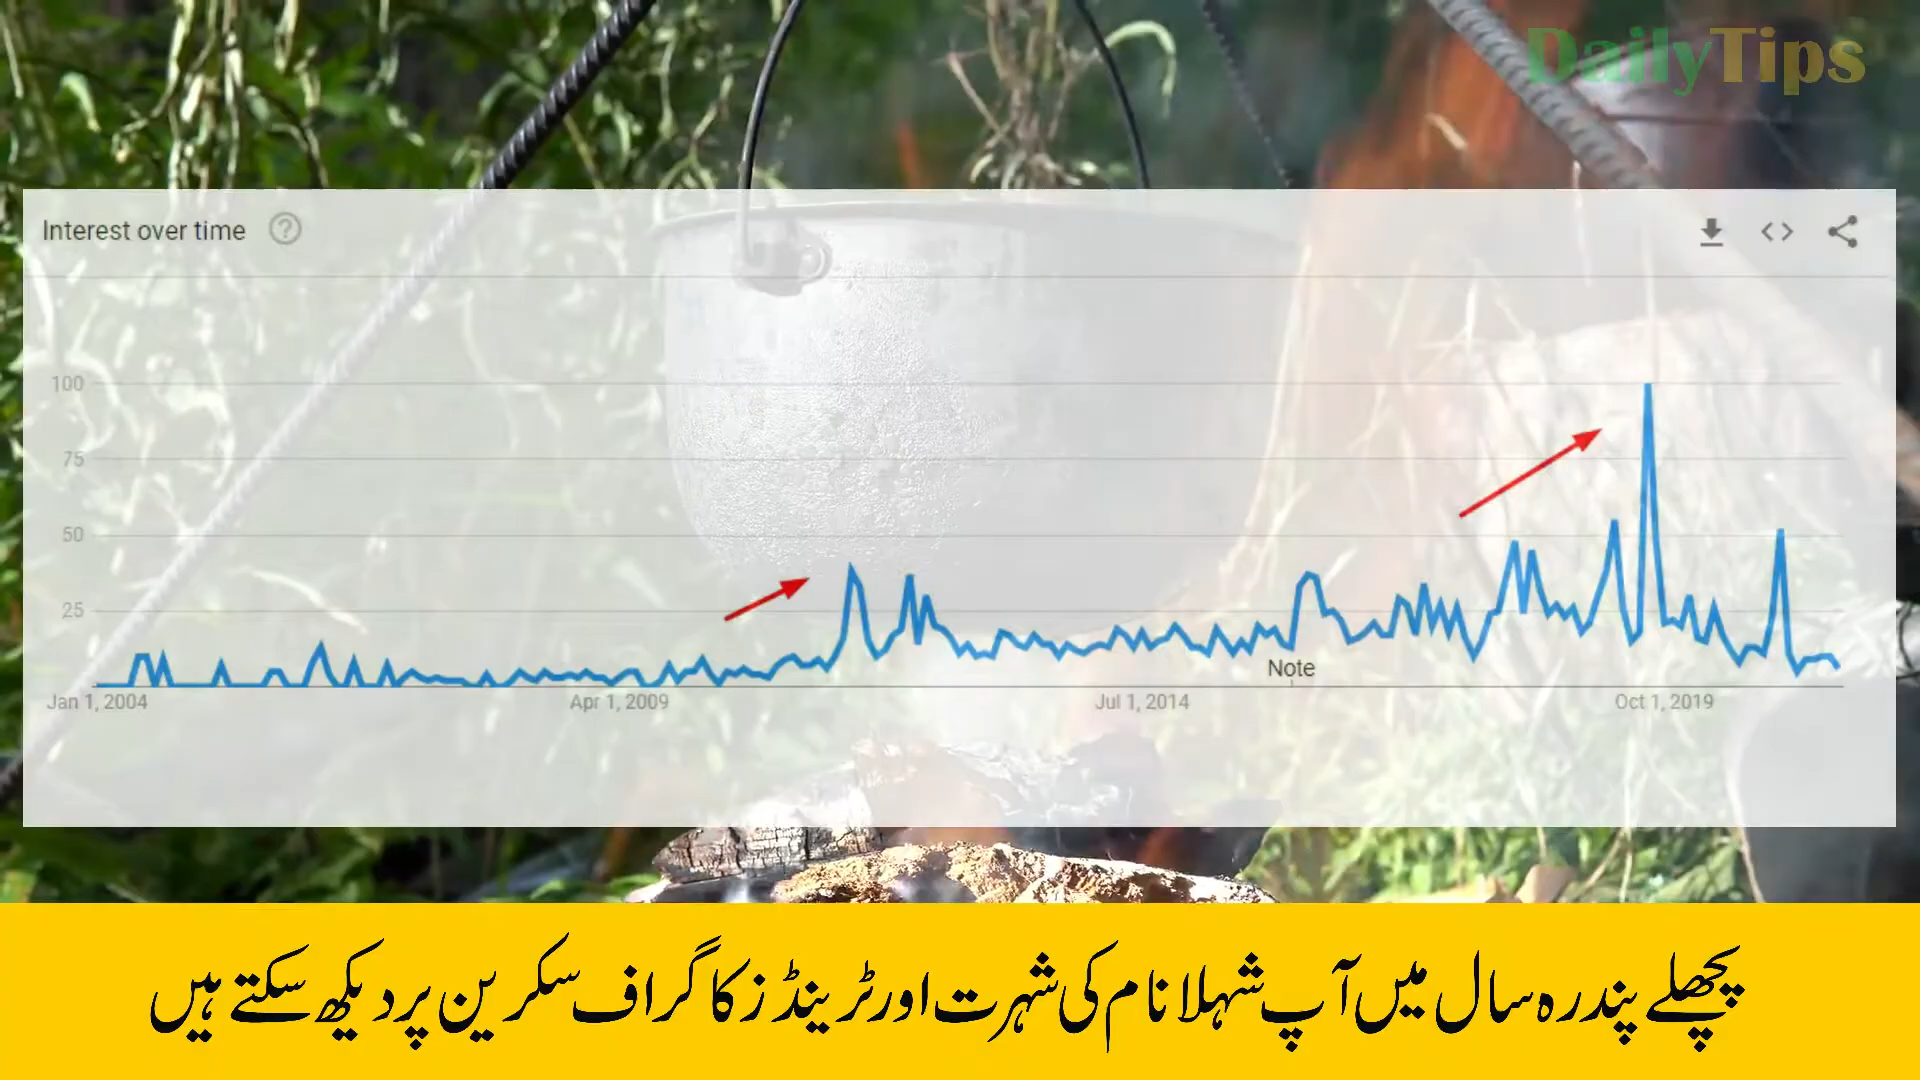 DailyTips
Interest over time
100
75
50
25
Note
Jan 1, 2004 Apr 1, 2009 Jul 1, 2014 Oct 1, 2019
پچھلے پندرہ سال میں آپ شہلا نام کی شہرت اور ٹرینڈز کا گراف سکرین پر دیکھ سکتے ہیں